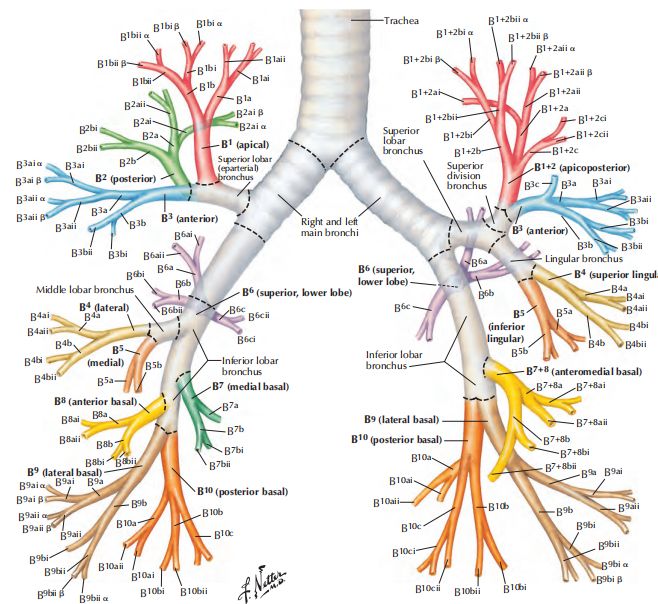 Trachea
B1bi α
B1bi β
B1bii α
B1bii β
B1bii
B1bi
B1b
B1aii
B1ai
B1a
B2aii
B2ai
B2ai β
B2ai α
B2a
B2bi
B2bii
B2b
B1 (apical)
B2 (posterior)
Superior lobar
(eparterial)
bronchus
B3 (anterior)
B3ai α
B3ai
B3ai β
B3aii α
B3a
B3aii β
B3aii
B3b
B3bii
B3bi
B1+2bii α
B1+2bi α
B1+2bii β
B1+2bi β
B1+2aii α
B1+2aii β
B1+2ai
B1+2aii
B1+2a
B1+2bii
B1+2bi
B1+2b
B1+2ci
B1+2cii
B1+2c
Superior
lobar
bronchus
Superior
division
bronchus
B1+2 (apicoposterior)
B3c
B3a
B3ai
B3aii
B3bii
B3b
B3bi
B3 (anterior)
Right and left
main bronchi
Lingular bronchus
B4 (superior lingul
B4a
B4ai
B4aii
B4bi
B4b
B4bii
B5
(inferior
lingular)
B5a
B5b
B6ai
B6aii
B6a
B6bi
B6b
B6bii
B6c
B6cii
B6ci
B6 (superior, lower lobe)
B6 (superior,
lower lobe)
B6a
B6b
B6c
Middle lobar bronchus
B4 (lateral)
B4ai
B4a
B4aii
B4bi
B4b
B4bii
B5
(medial)
B5a
B5b
Inferior lobar
bronchus
Inferior lobar
bronchus
B7 (medial basal)
B7a
B7b
B7bi
B7bii
B8 (anterior basal)
B8ai
B8a
B8aii
B8b
B8bi
B8bii
B7+8 (anteromedial basal)
B7+8a
B7+8ai
B7+8aii
B7+8b
B7+8bi
B7+8bii
B9 (lateral basal)
B9ai α
B9ai
B9a
B9ai β
B9aii α
B9aii β
B9aii
B9b
B9bi
B9bii
B9bii β
B9bii α
B10 (posterior basal)
B10a
B10b
B10c
B10aii
B10ai
B10bi
B10bii
B9 (lateral basal)
B10 (posterior basal)
B10a
B10ai
B10aii
B10c
B10b
B10ci
B10cii
B10bii
B10bi
B9a
B9ai
B9aii
B9b
B9bi
B9bii
B9bi α
B9bi β
F. Netter
M.D.